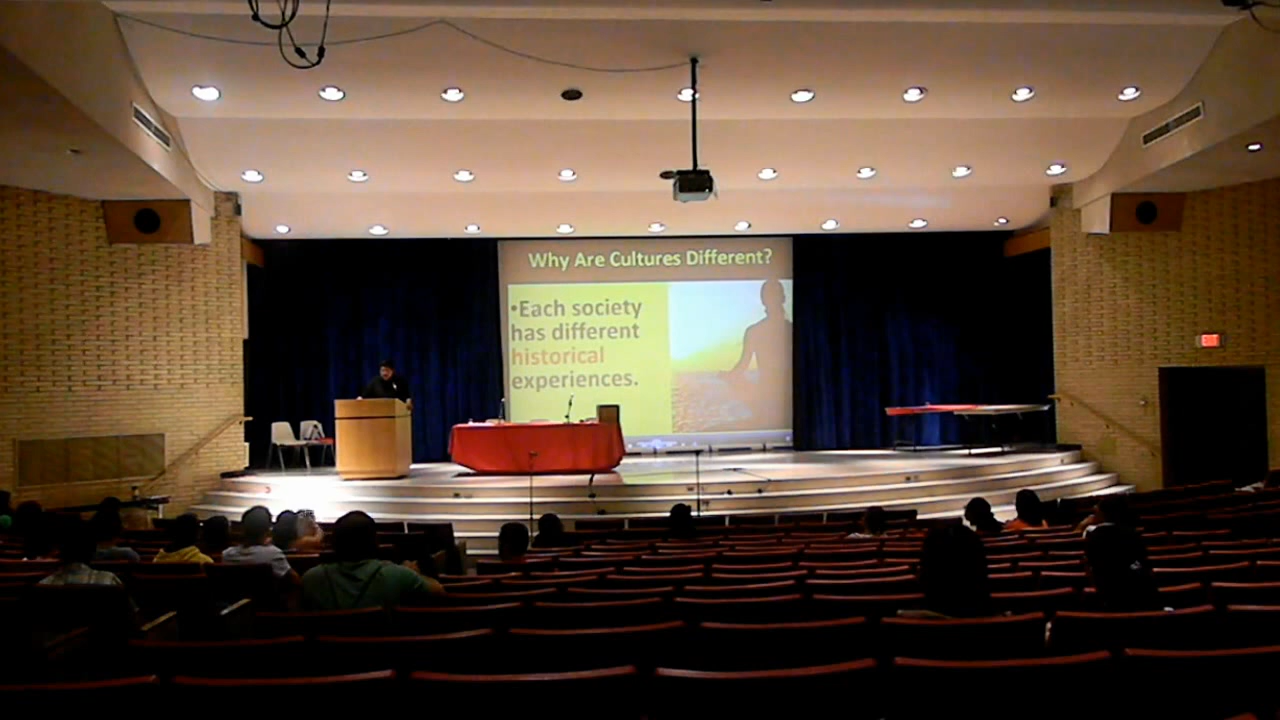 Why Are Cultures Different?
•Each society
has different
historical
experiences.